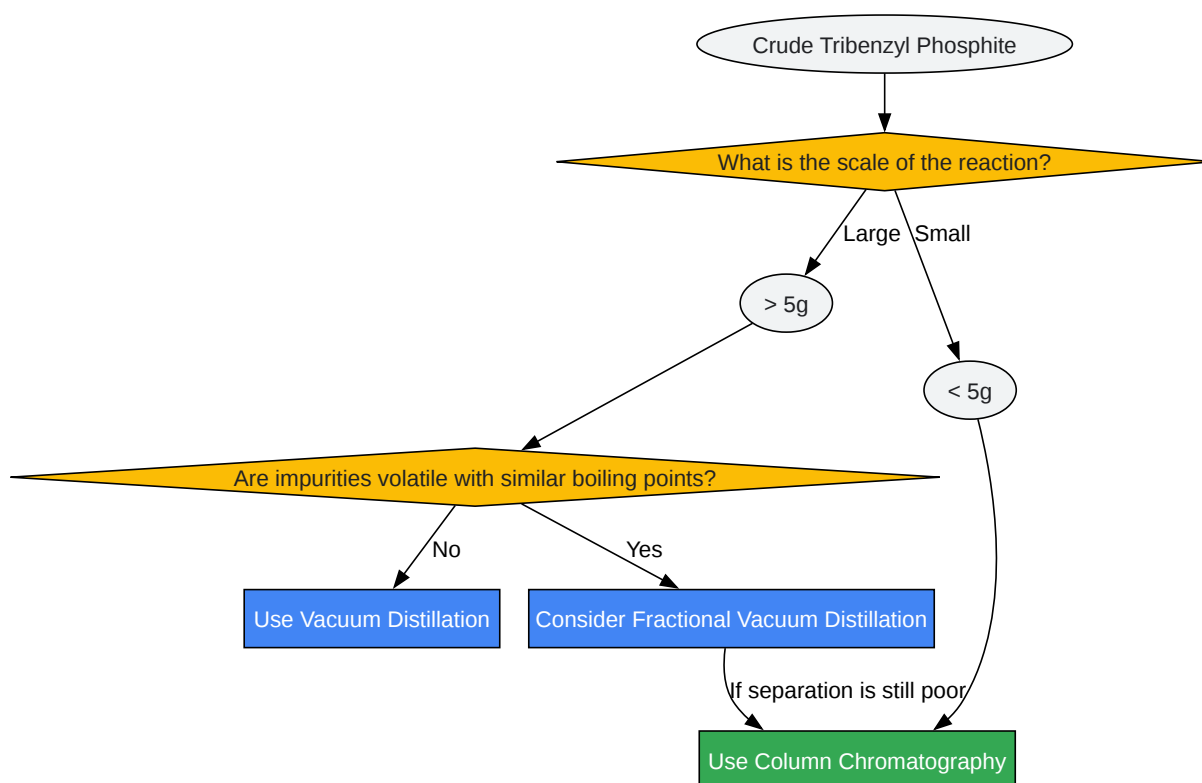 Crude Tribenzyl Phosphite
What is the scale of the reaction?
Large
Small
> 5g
< 5g
Are impurities volatile with similar boiling points?
No
Yes
Use Vacuum Distillation
Consider Fractional Vacuum Distillation
If separation is still poor
Use Column Chromatography